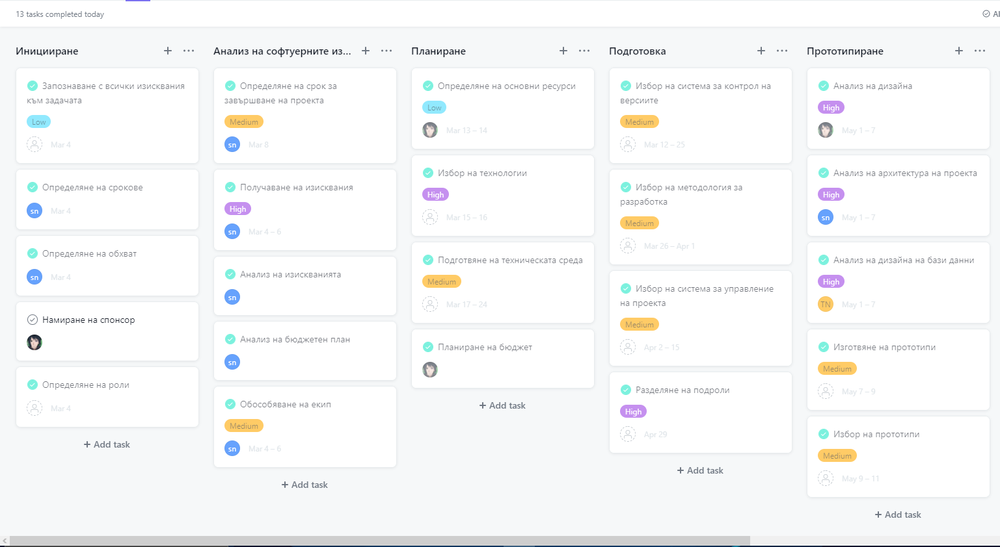 13 tasks completed today
Al
Иницииране
Запознаване с всички изисквания
към задачата
Low
Mar 4
Определяне на срокове
sn
Mar 4
Определяне на обхват
sn
Mar 4
Намиране на спонсор
Определяне на роли
Mar 4
+ Add task
Анализ на софтуерните из...
Определяне на срок за
завършване на проекта
Medium
sn
Mar 8
Получаване на изисквания
High
sn
Mar 4 – 6
Анализ на изискванията
sn
Анализ на бюджетен план
sn
Обособяване на екип
Medium
sn
Mar 4 – 6
+ Add task
Планиране
Определяне на основни ресурси
Low
Mar 13 – 14
Избор на технологии
High
Mar 15 – 16
Подготвяне на техническата среда
Medium
Mar 17 – 24
Планиране на бюджет
+ Add task
Подготовка
Избор на система за контрол на
версиите
Medium
Mar 12 – 25
Избор на методология за
разработка
Medium
Mar 26 – Apr 1
Избор на система за управление
на проекта
Medium
Apr 2 – 15
Разделяне на подроли
High
Apr 29
+ Add task
Прототипиране
Анализ на дизайна
High
May 1 – 7
Анализ на архитектура на проекта
High
sn
May 1 – 7
Анализ на дизайна на бази данни
High
TN
May 1 – 7
Изготвяне на прототипи
Medium
May 7 – 9
Избор на прототипи
Medium
May 9 – 11
+ Add task